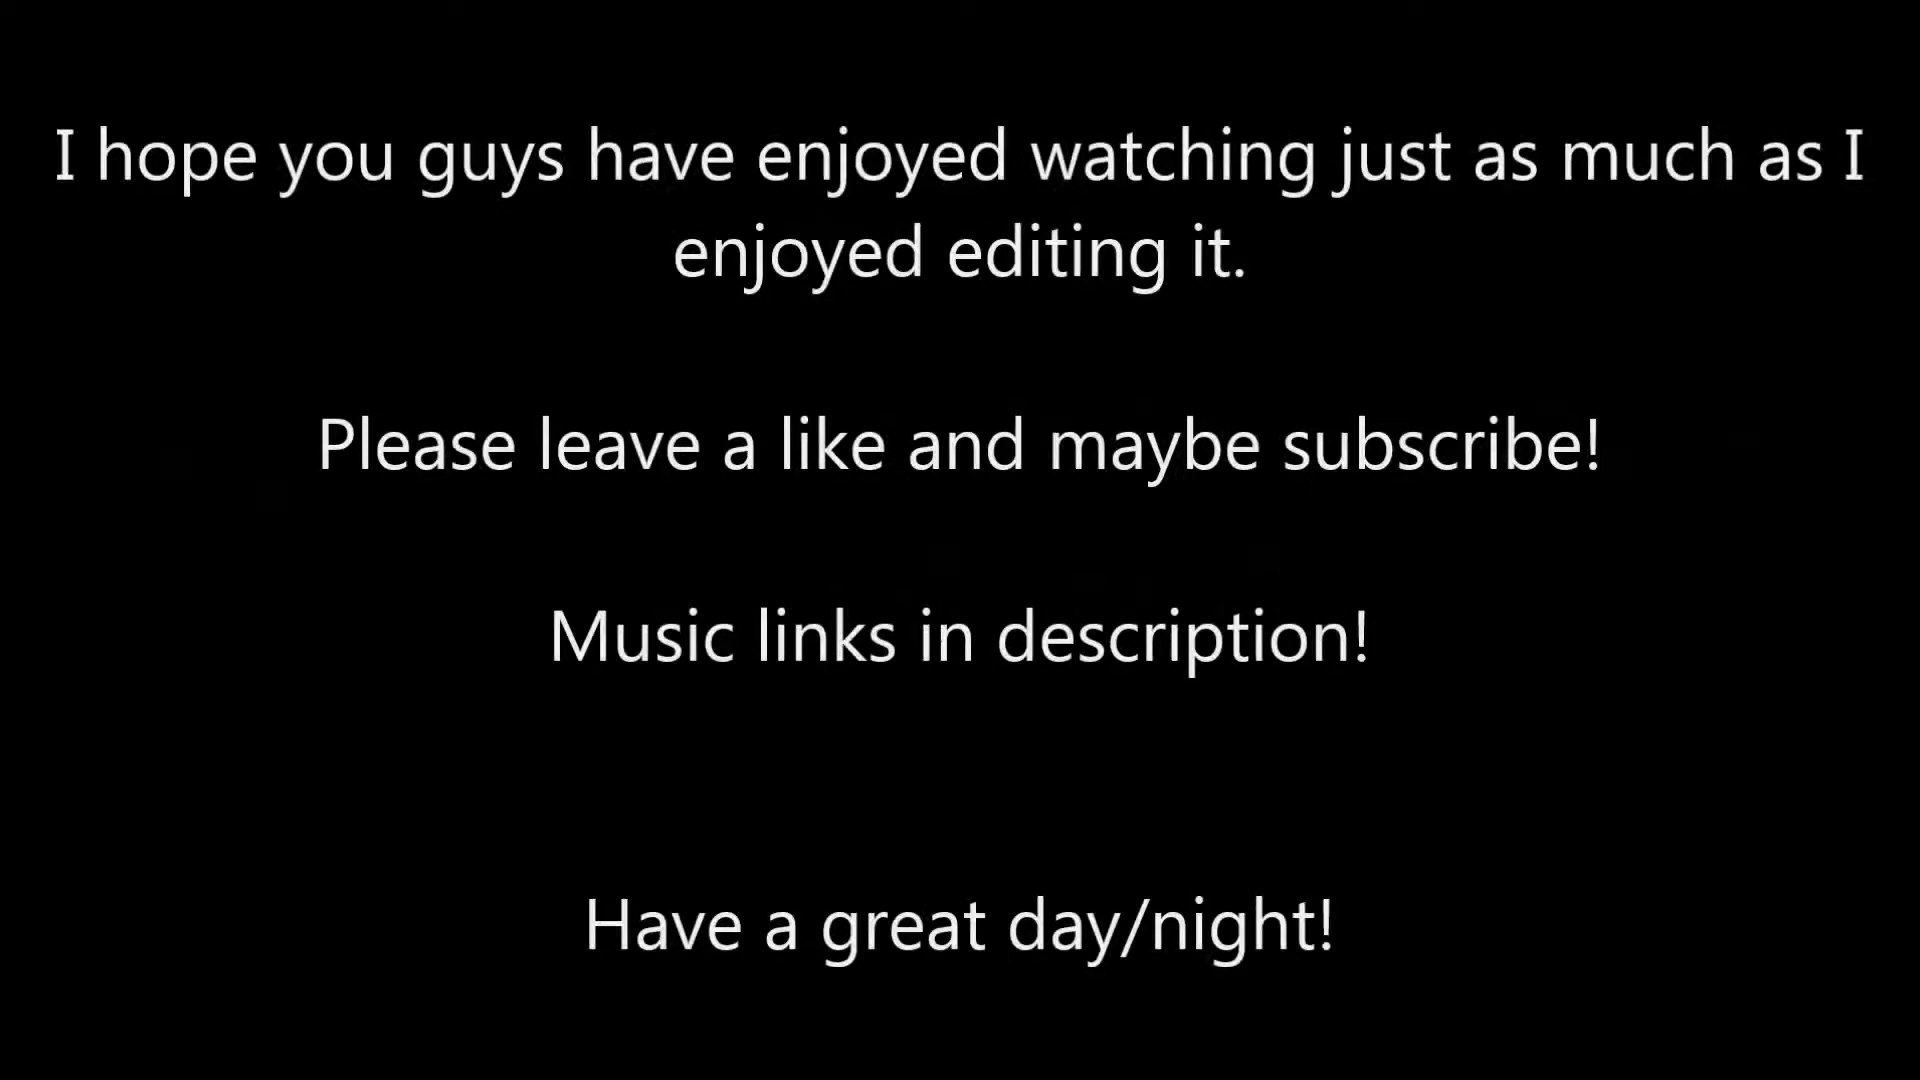 I hope you guys have enjoyed watching just as much as I
enjoyed editing it.
Please leave a like and maybe subscribe!
Music links in description!
Have a great day/night!